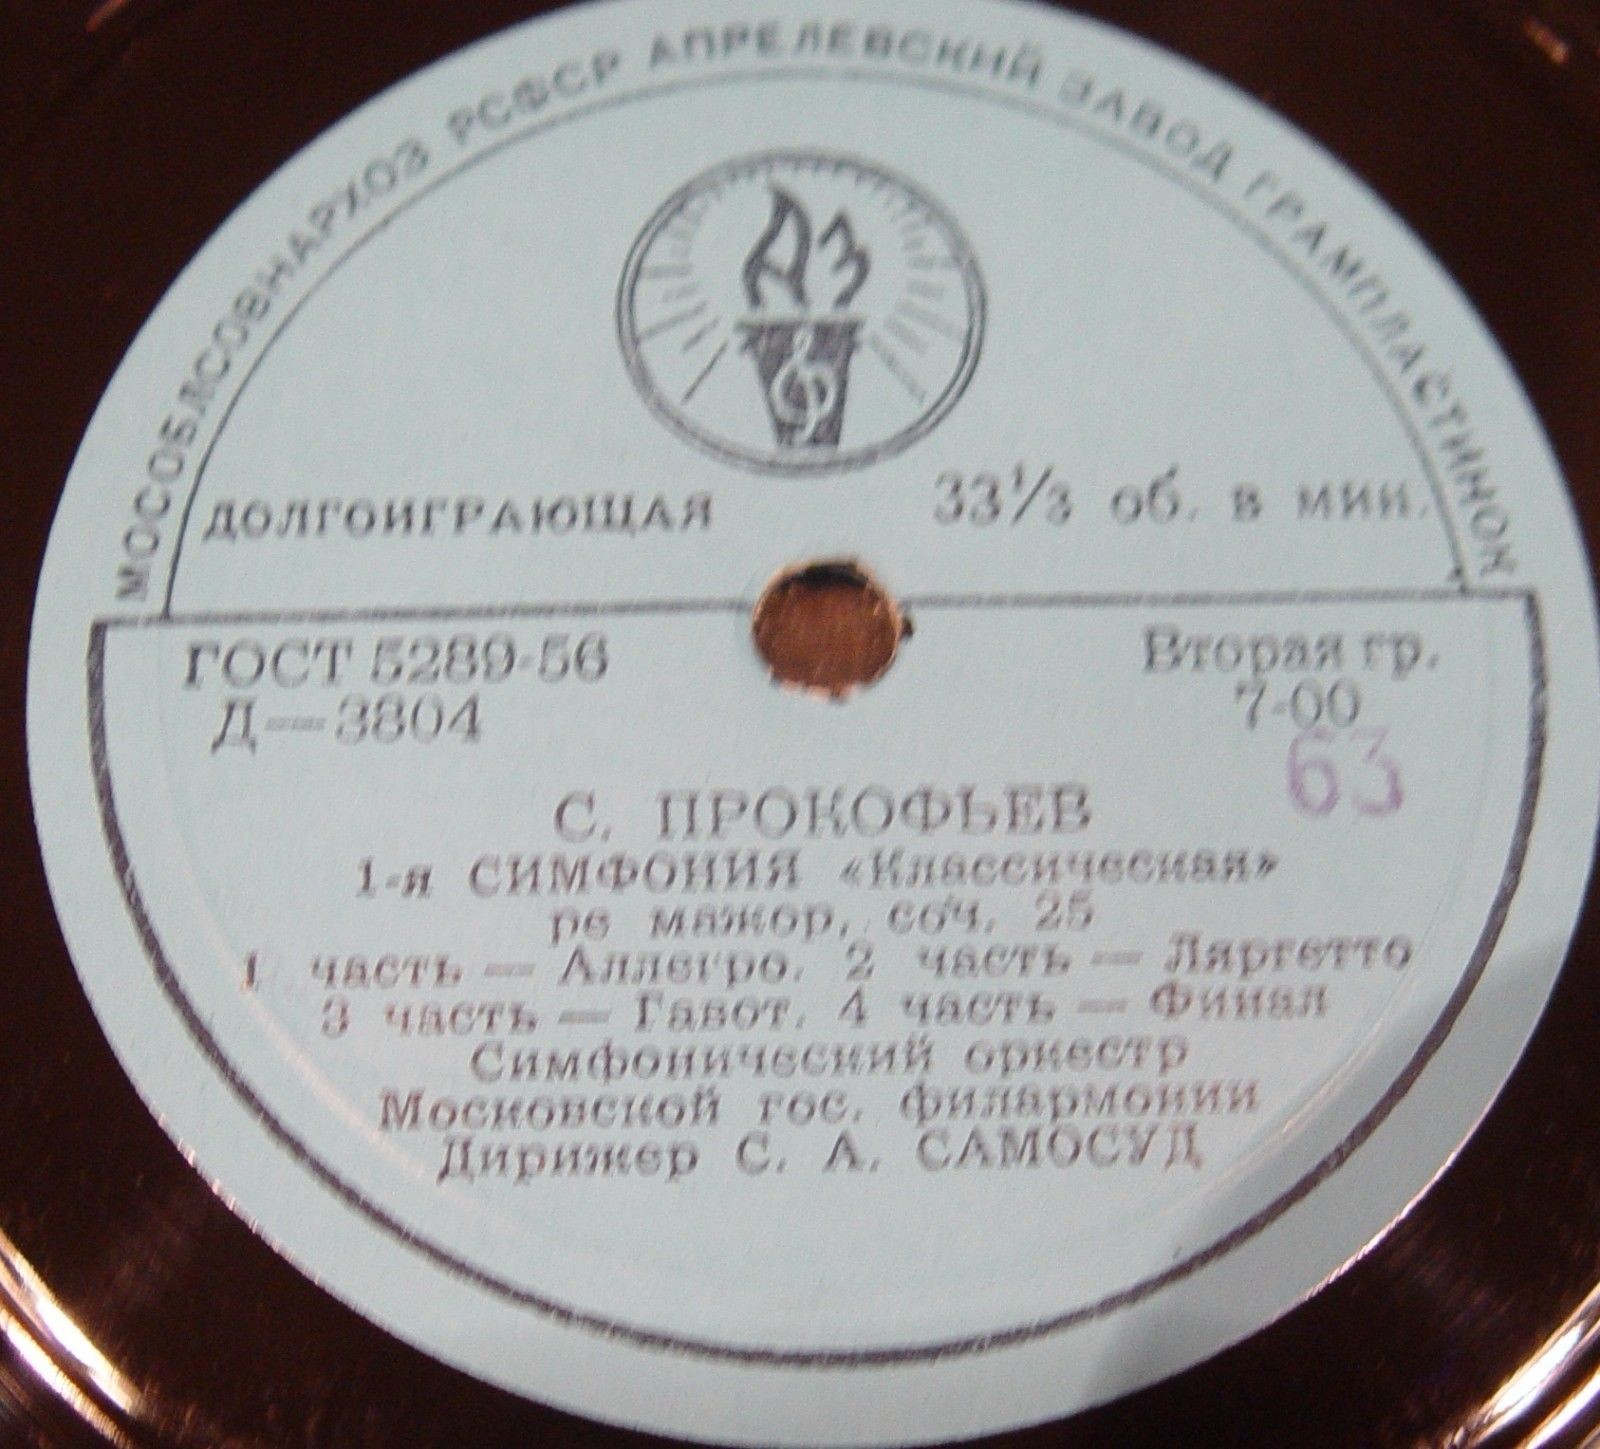 МОСОБЛСОВНАРХОЗ РСФСР АПРЕЛЕВСКИЙ ЗАВОД ГРАМПЛАСТИНОК
АЗ
ДОЛГОИГРАЮЩАЯ 33⅓ об. в мин.
ГОСТ 5289-56 Вторая гр.
Д—3804 7-00
63
С. ПРОКОФЬЕВ
1-я СИМФОНИЯ «Классическая»
ре мажор, соч. 25
1 часть — Аллегро. 2 часть — Ларгетто
3 часть — Гавот. 4 часть — Финал
Симфонический оркестр
Московской гос. филармонии
Дирижер С. А. САМОСУД